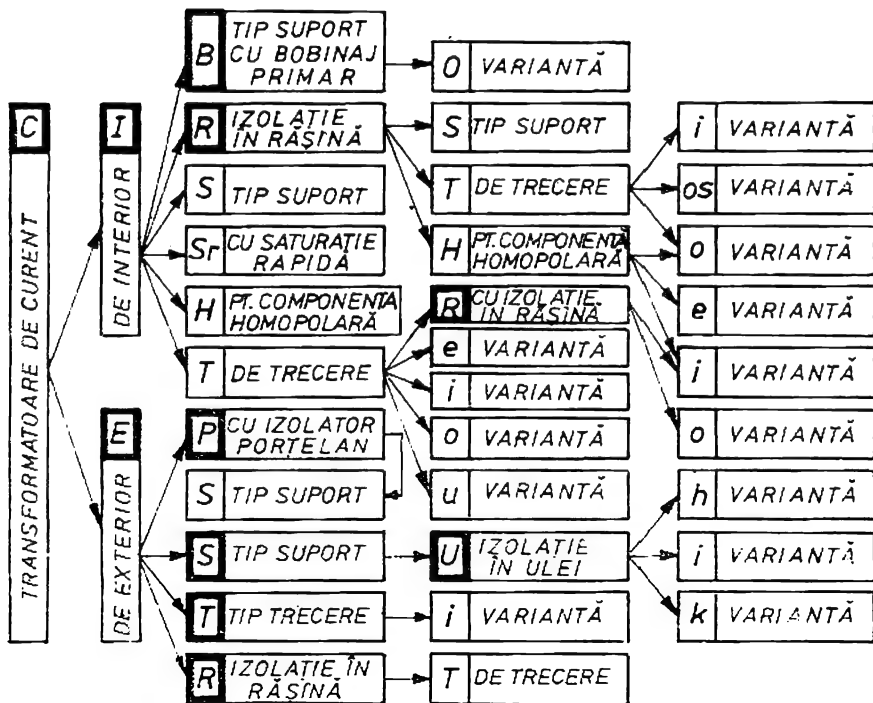 C
TRANSFORMATOARE DE CURENT
I
DE INTERIOR
E
DE EXTERIOR
B
TIP SUPORT
CU BOBINAJ
PRIMAR
R
IZOLAȚIE
ÎN RĂȘINĂ
S
TIP SUPORT
Sr
CU SATURAȚIE
RAPIDĂ
H
PT. COMPONENTA
HOMOPOLARĂ
T
DE TRECERE
P
CU IZOLATOR
PORȚELAN
S
TIP SUPORT
S
TIP SUPORT
T
TIP TRECERE
R
IZOLAȚIE ÎN
RĂȘINĂ
O
VARIANTĂ
S
TIP SUPORT
T
DE TRECERE
H
PT. COMPONENTĂ
HOMOPOLARĂ
R
CU IZOLAȚIE
IN RĂȘINĂ
e
VARIANTĂ
i
VARIANTĂ
o
VARIANTĂ
u
VARIANTĂ
U
IZOLAȚIE
ÎN ULEI
i
VARIANTĂ
T
DE TRECERE
i
VARIANTĂ
os
VARIANTĂ
o
VARIANTĂ
e
VARIANTĂ
i
VARIANTĂ
o
VARIANTĂ
h
VARIANTĂ
i
VARIANTĂ
k
VARIANTĂ